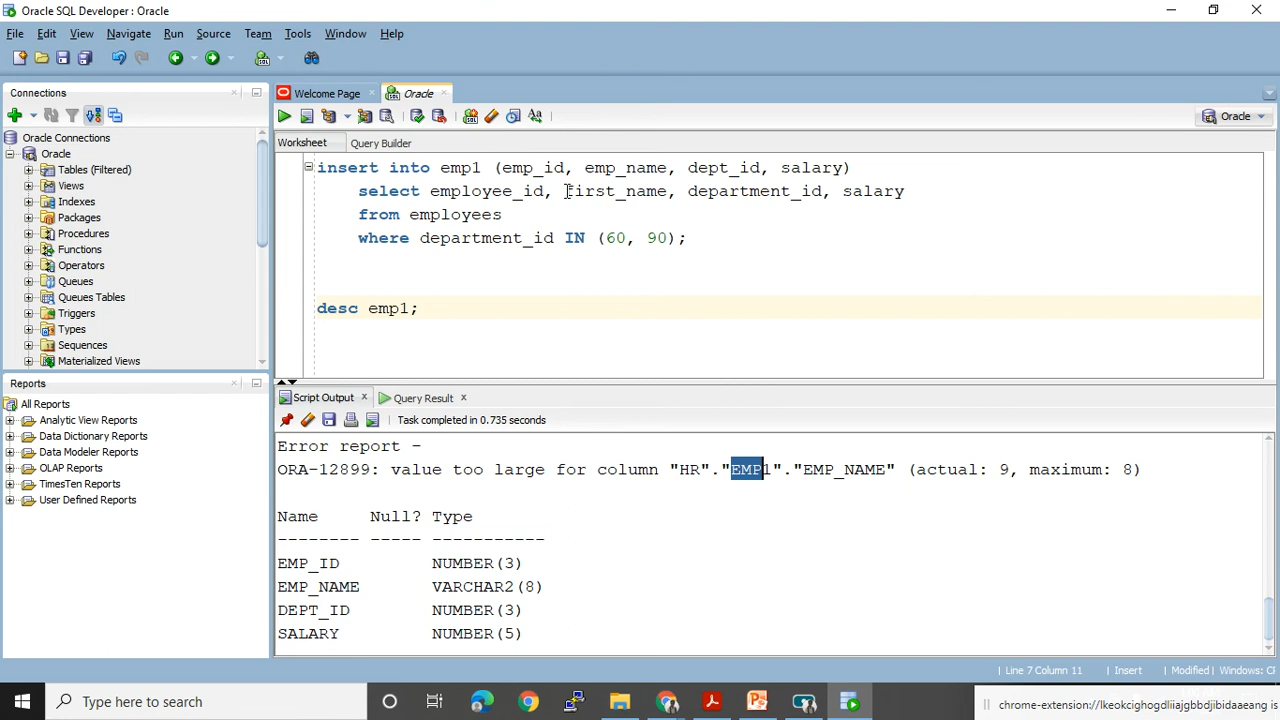 Oracle SQL Developer : Oracle
File Edit View Navigate Run Source Team Tools Window Help
Connections
Welcome Page
Oracle
Oracle
Worksheet Query Builder
Oracle Connections
Oracle
Tables (Filtered)
Views
Indexes
Packages
Procedures
Functions
Operators
Queues
Queues Tables
Triggers
Types
Sequences
Materialized Views
insert into emp1 (emp_id, emp_name, dept_id, salary)
select employee_id, first_name, department_id, salary
from employees
where department_id IN (60, 90);
desc emp1;
Reports
All Reports
Analytic View Reports
Data Dictionary Reports
Data Modeler Reports
OLAP Reports
TimesTen Reports
User Defined Reports
Script Output Query Result
Task completed in 0.735 seconds
Error report -
ORA-12899: value too large for column "HR"."EMP1"."EMP_NAME" (actual: 9, maximum: 8)
Name Null? Type
-------- ----- -----------
EMP_ID NUMBER(3)
EMP_NAME VARCHAR2(8)
DEPT_ID NUMBER(3)
SALARY NUMBER(5)
Line 7 Column 11 Insert Modified Windows: CF
Type here to search
chrome-extension://lkeokcighogdliiajgbbdjibidaaeang is